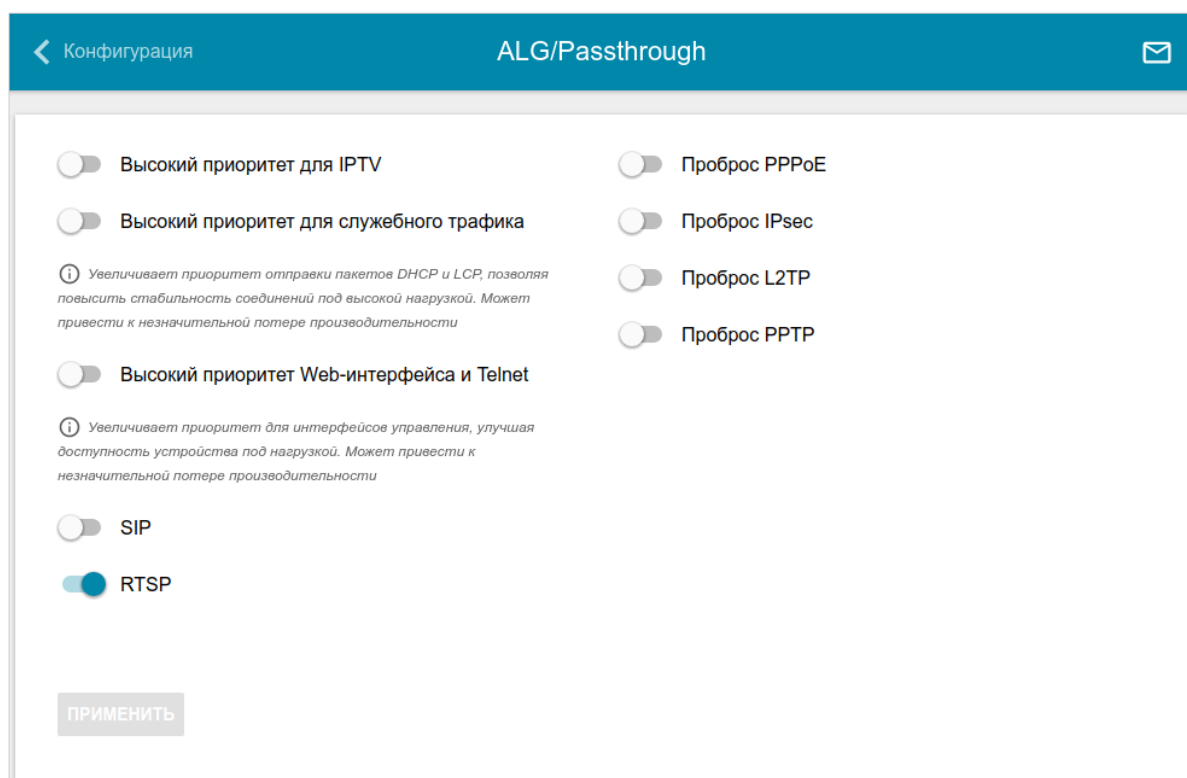 Конфигурация
ALG/Passthrough
Высокий приоритет для IPTV
Высокий приоритет для служебного трафика
Увеличивает приоритет отправки пакетов DHCP и LCP, позволяя
повысить стабильность соединений под высокой нагрузкой. Может
привести к незначительной потере производительности
Высокий приоритет Web-интерфейса и Telnet
Увеличивает приоритет для интерфейсов управления, улучшая
доступность устройства под нагрузкой. Может привести к
незначительной потере производительности
SIP
RTSP
Проброс PPPoE
Проброс IPsec
Проброс L2TP
Проброс PPTP
ПРИМЕНИТЬ